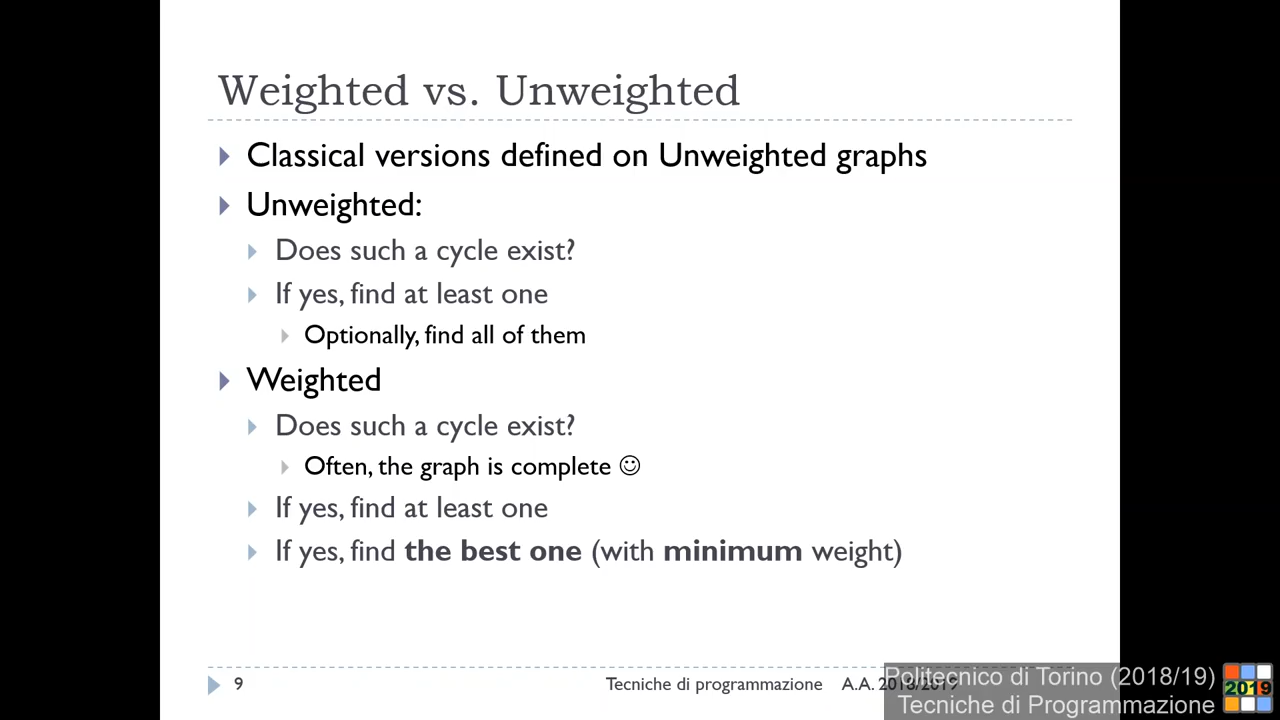 Weighted vs. Unweighted
Classical versions defined on Unweighted graphs
Unweighted:
Does such a cycle exist?
If yes, find at least one
Optionally, find all of them
Weighted
Does such a cycle exist?
Often, the graph is complete ☺
If yes, find at least one
If yes, find the best one (with minimum weight)
9 Tecniche di programmazione A.A. 2018/2019
Politecnico di Torino (2018/19)
Tecniche di Programmazione
2019